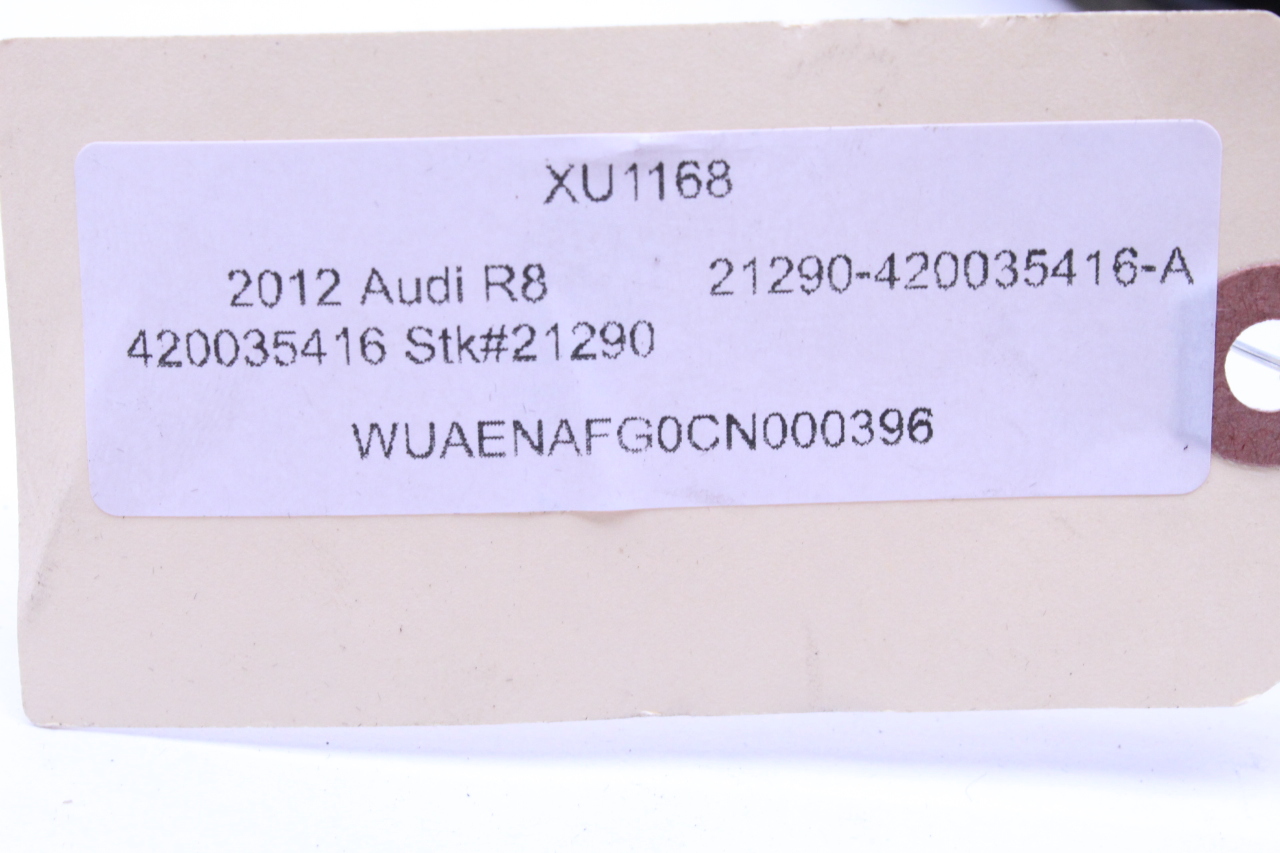 XU1168
2012 Audi R8 21290-420035416-A
420035416 Stk#21290
WUAENAFG0CN000396